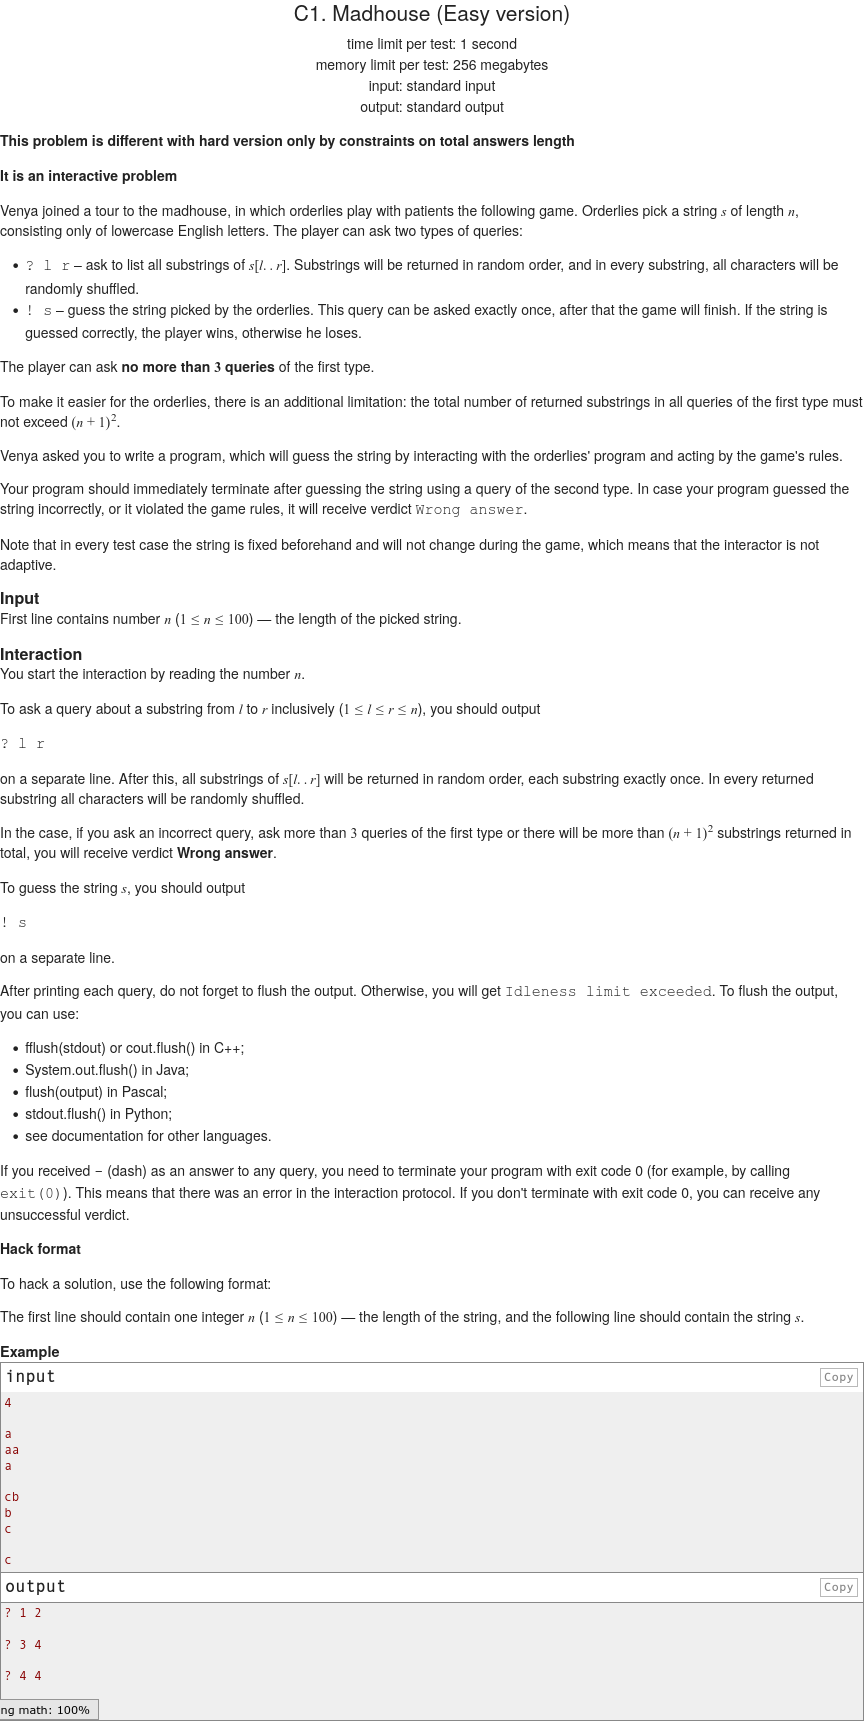 C1. Madhouse (Easy version)
time limit per test: 1 second
memory limit per test: 256 megabytes
input: standard input
output: standard output
This problem is different with hard version only by constraints on total answers length
It is an interactive problem
Venya joined a tour to the madhouse, in which orderlies play with patients the following game. Orderlies pick a string s of length n,
consisting only of lowercase English letters. The player can ask two types of queries:
• ? l r – ask to list all substrings of s[l..r]. Substrings will be returned in random order, and in every substring, all characters will be
randomly shuffled.
• ! s – guess the string picked by the orderlies. This query can be asked exactly once, after that the game will finish. If the string is
guessed correctly, the player wins, otherwise he loses.
The player can ask no more than 3 queries of the first type.
To make it easier for the orderlies, there is an additional limitation: the total number of returned substrings in all queries of the first type must
not exceed (n + 1)².
Venya asked you to write a program, which will guess the string by interacting with the orderlies' program and acting by the game's rules.
Your program should immediately terminate after guessing the string using a query of the second type. In case your program guessed the
string incorrectly, or it violated the game rules, it will receive verdict Wrong answer.
Note that in every test case the string is fixed beforehand and will not change during the game, which means that the interactor is not
adaptive.
Input
First line contains number n (1 ≤ n ≤ 100) — the length of the picked string.
Interaction
You start the interaction by reading the number n.
To ask a query about a substring from l to r inclusively (1 ≤ l ≤ r ≤ n), you should output
? l r
on a separate line. After this, all substrings of s[l..r] will be returned in random order, each substring exactly once. In every returned
substring all characters will be randomly shuffled.
In the case, if you ask an incorrect query, ask more than 3 queries of the first type or there will be more than (n + 1)² substrings returned in
total, you will receive verdict Wrong answer.
To guess the string s, you should output
! s
on a separate line.
After printing each query, do not forget to flush the output. Otherwise, you will get Idleness limit exceeded. To flush the output,
you can use:
• fflush(stdout) or cout.flush() in C++;
• System.out.flush() in Java;
• flush(output) in Pascal;
• stdout.flush() in Python;
• see documentation for other languages.
If you received – (dash) as an answer to any query, you need to terminate your program with exit code 0 (for example, by calling
exit(0)). This means that there was an error in the interaction protocol. If you don't terminate with exit code 0, you can receive any
unsuccessful verdict.
Hack format
To hack a solution, use the following format:
The first line should contain one integer n (1 ≤ n ≤ 100) — the length of the string, and the following line should contain the string s.
Example
input Copy
4
a
aa
a
cb
b
c
c
output Copy
? 1 2
? 3 4
? 4 4
ng math: 100%